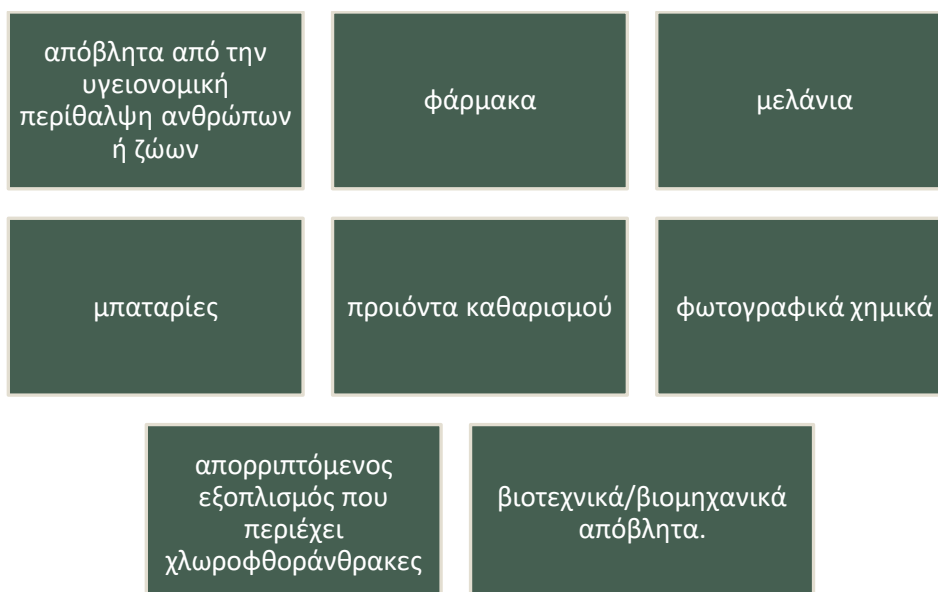 απόβλητα από την
υγειονομική
περίθαλψη ανθρώπων
ή ζώων
φάρμακα
μελάνια
μπαταρίες
προιόντα καθαρισμού
φωτογραφικά χημικά
απορριπτόμενος
εξοπλισμός που
περιέχει
χλωροφθοράνθρακες
βιοτεχνικά/βιομηχανικά
απόβλητα.